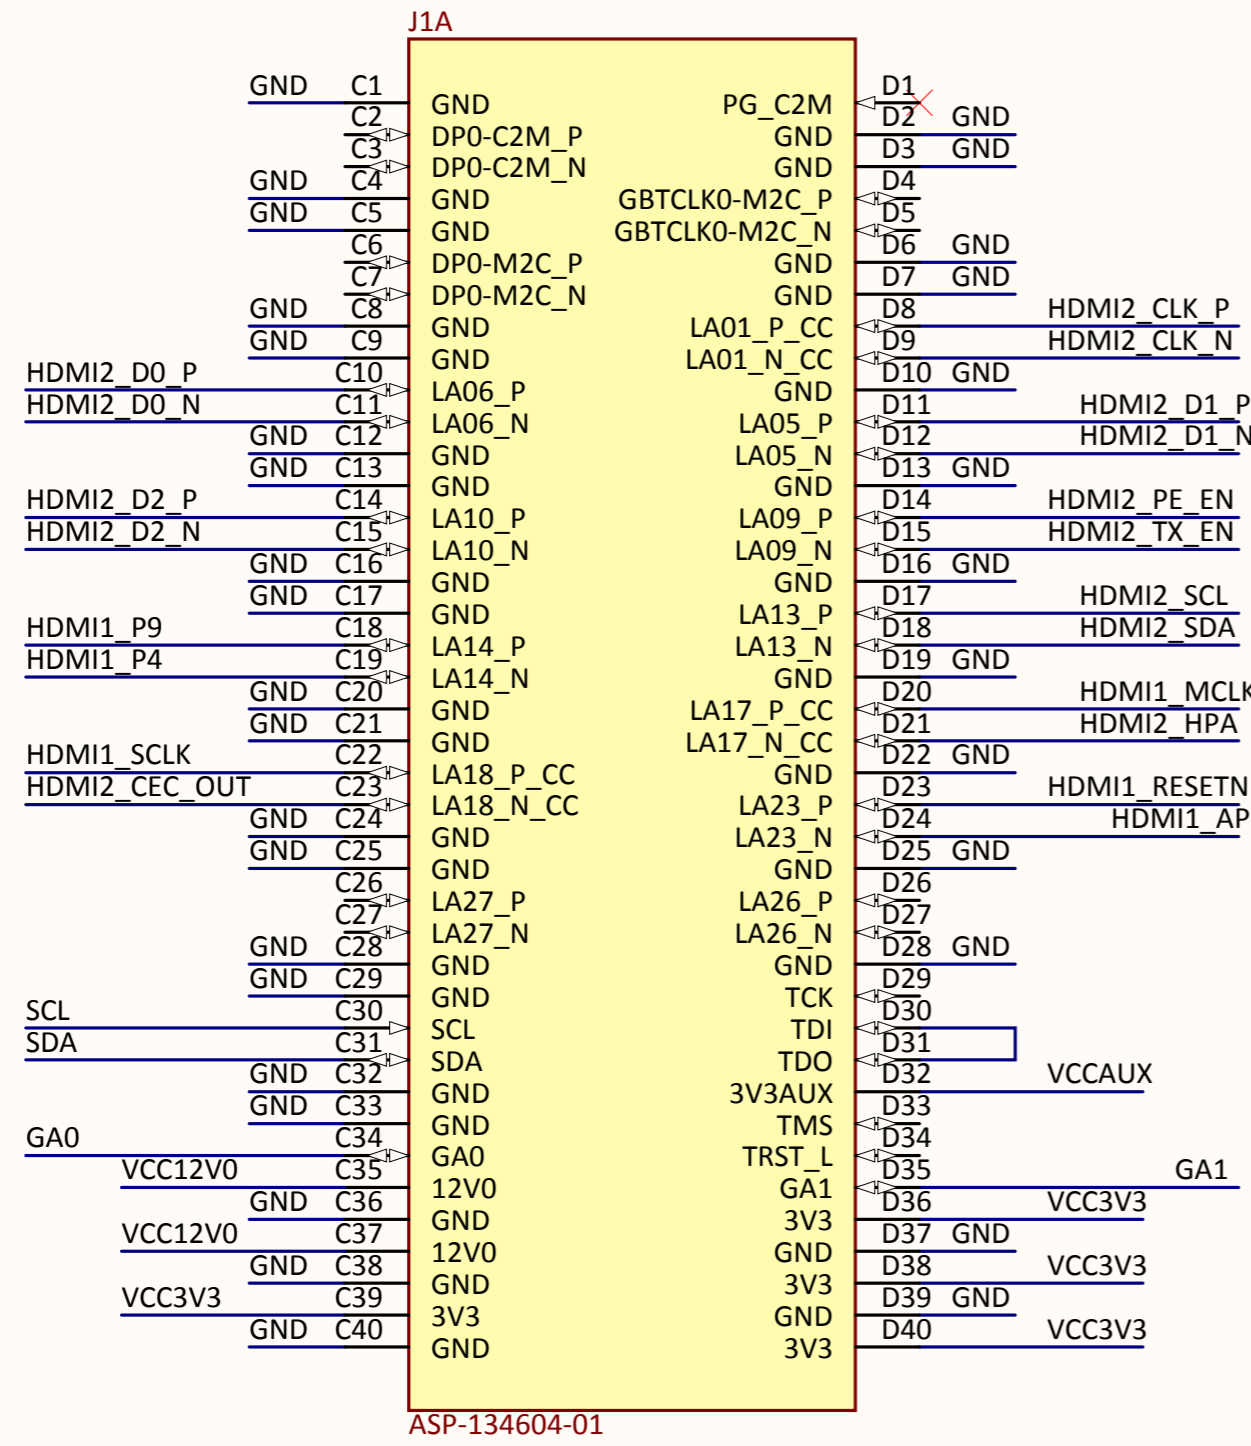 J1A
GND C1 GND PG_C2M D1
C2 DP0-C2M_P GND D2 GND
C3 DP0-C2M_N GND D3 GND
GND C4 GND GBTCLK0-M2C_P D4
GND C5 GND GBTCLK0-M2C_N D5
C6 DP0-M2C_P GND D6 GND
C7 DP0-M2C_N GND D7 GND
GND C8 GND LA01_P_CC D8 HDMI2_CLK_P
GND C9 GND LA01_N_CC D9 HDMI2_CLK_N
HDMI2_D0_P C10 LA06_P GND D10 GND
HDMI2_D0_N C11 LA06_N LA05_P D11 HDMI2_D1_P
GND C12 GND LA05_N D12 HDMI2_D1_N
GND C13 GND GND D13 GND
HDMI2_D2_P C14 LA10_P LA09_P D14 HDMI2_PE_EN
HDMI2_D2_N C15 LA10_N LA09_N D15 HDMI2_TX_EN
GND C16 GND GND D16 GND
GND C17 GND LA13_P D17 HDMI2_SCL
HDMI1_P9 C18 LA14_P LA13_N D18 HDMI2_SDA
HDMI1_P4 C19 LA14_N GND D19 GND
GND C20 GND LA17_P_CC D20 HDMI1_MCLK
GND C21 GND LA17_N_CC D21 HDMI2_HPA
HDMI1_SCLK C22 LA18_P_CC GND D22 GND
HDMI2_CEC_OUT C23 LA18_N_CC LA23_P D23 HDMI1_RESETN
GND C24 GND LA23_N D24 HDMI1_AP
GND C25 GND GND D25 GND
C26 LA27_P LA26_P D26
C27 LA27_N LA26_N D27
GND C28 GND GND D28 GND
GND C29 GND TCK D29
SCL C30 SCL TDI D30
SDA C31 SDA TDO D31
GND C32 GND 3V3AUX D32 VCCAUX
GND C33 GND TMS D33
GA0 C34 GA0 TRST_L D34
VCC12V0 C35 12V0 GA1 D35 GA1
GND C36 GND 3V3 D36 VCC3V3
VCC12V0 C37 12V0 GND D37 GND
GND C38 GND 3V3 D38 VCC3V3
VCC3V3 C39 3V3 GND D39 GND
GND C40 GND 3V3 D40 VCC3V3
ASP-134604-01